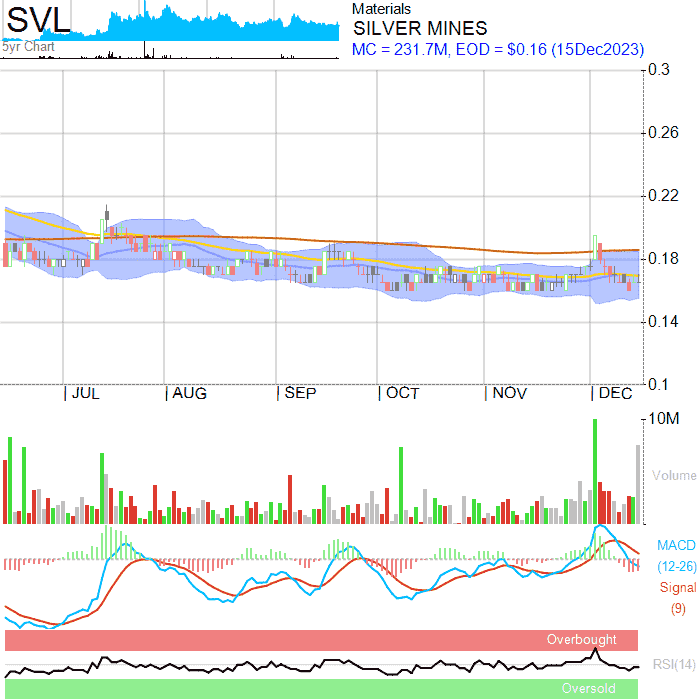 SVL
5yr Chart
Materials
SILVER MINES
MC = 231.7M, EOD = $0.16 (15Dec2023)
0.3
0.26
0.22
0.18
0.14
0.1
JUL AUG SEP OCT NOV DEC
10M
Volume
MACD
(12-26)
Signal
(9)
Overbought
RSI(14)
Oversold